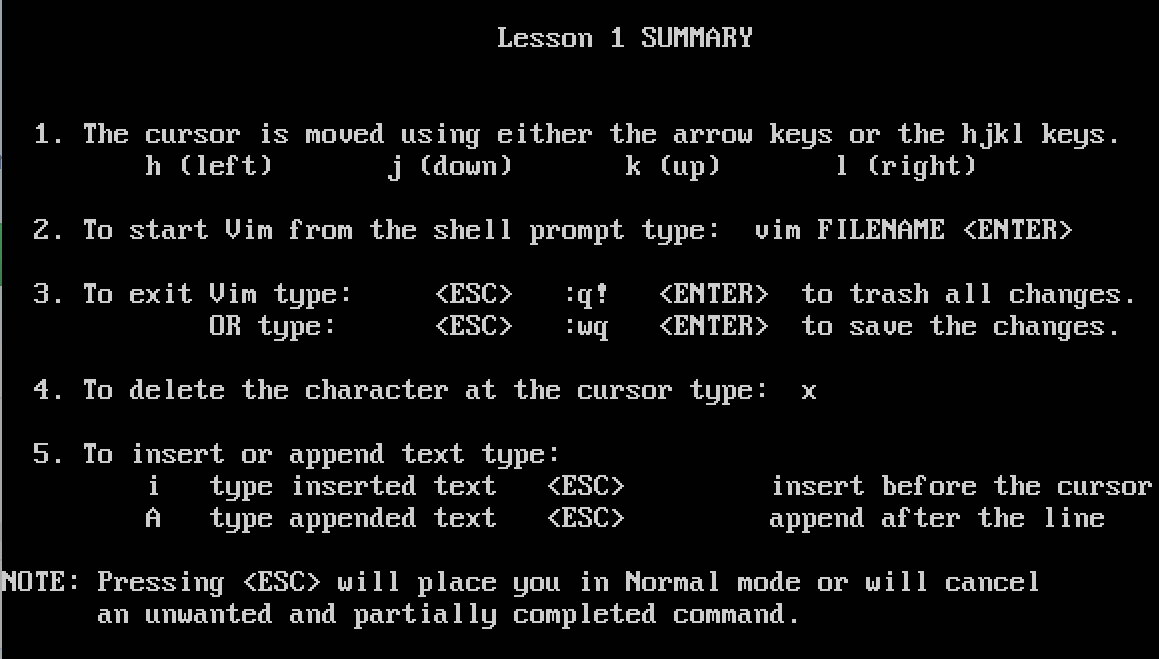 Lesson 1 SUMMARY
1. The cursor is moved using either the arrow keys or the hjkl keys.
h (left) j (down) k (up) l (right)
2. To start Vim from the shell prompt type: vim FILENAME <ENTER>
3. To exit Vim type: <ESC> :q! <ENTER> to trash all changes.
OR type: <ESC> :wq <ENTER> to save the changes.
4. To delete the character at the cursor type: x
5. To insert or append text type:
i type inserted text <ESC> insert before the cursor
A type appended text <ESC> append after the line
NOTE: Pressing <ESC> will place you in Normal mode or will cancel
an unwanted and partially completed command.